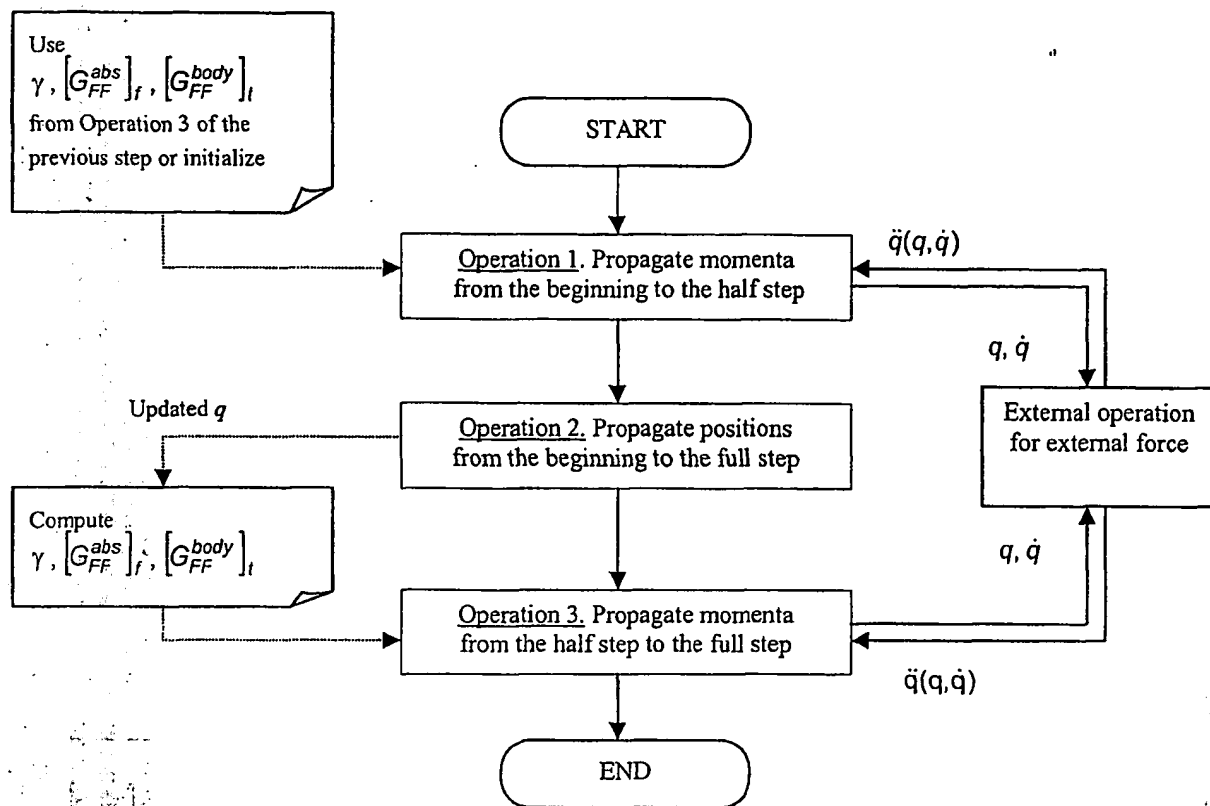 Use
γ, [G_FF^abs]_f, [G_FF^body]_t
from Operation 3 of the
previous step or initialize
START
Operation 1. Propagate momenta
from the beginning to the half step
q̈(q,q̇)
q, q̇
External operation
for external force
Updated q
Operation 2. Propagate positions
from the beginning to the full step
Compute
γ, [G_FF^abs]_f, [G_FF^body]_t
q, q̇
Operation 3. Propagate momenta
from the half step to the full step
q̈(q,q̇)
END